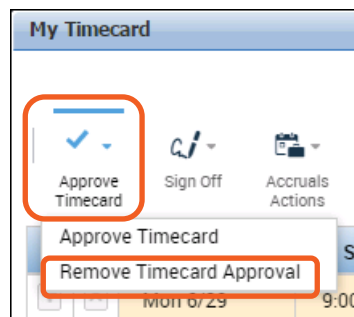 My Timecard
Approve Timecard
Sign Off
Accruals Actions
Approve Timecard
Remove Timecard Approval
S
Mon 6/29
9:00